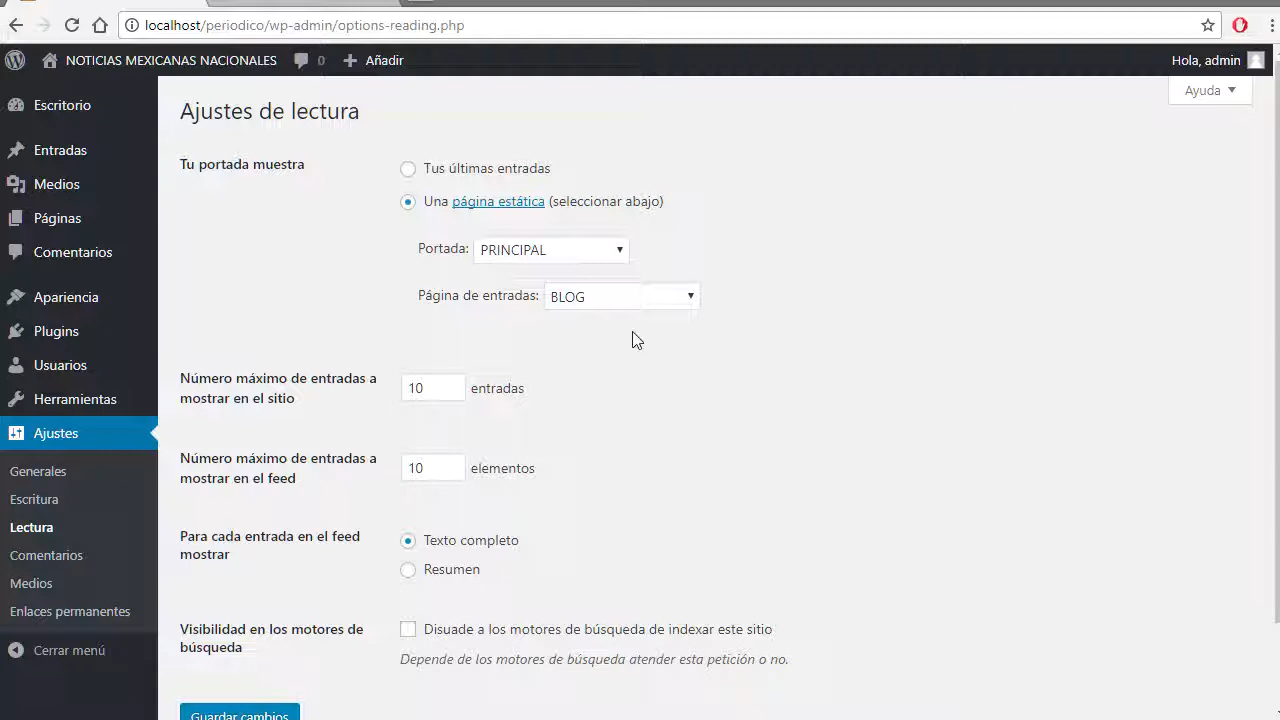 localhost/periodico/wp-admin/options-reading.php
NOTICIAS MEXICANAS NACIONALES 0 Añadir Hola, admin
Ayuda
Escritorio
Entradas
Medios
Páginas
Comentarios
Apariencia
Plugins
Usuarios
Herramientas
Ajustes
Generales
Escritura
Lectura
Comentarios
Medios
Enlaces permanentes
Cerrar menú
Ajustes de lectura
Tu portada muestra
Tus últimas entradas
Una página estática (seleccionar abajo)
Portada: PRINCIPAL
Página de entradas: BLOG
Número máximo de entradas a
mostrar en el sitio
10 entradas
Número máximo de entradas a
mostrar en el feed
10 elementos
Para cada entrada en el feed
mostrar
Texto completo
Resumen
Visibilidad en los motores de
búsqueda
Disuade a los motores de búsqueda de indexar este sitio
Depende de los motores de búsqueda atender esta petición o no.
Guardar cambios